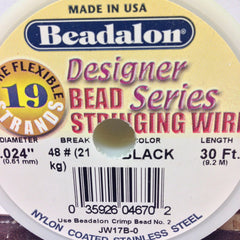 MADE IN USA
Beadalon
Designer
BEAD Series
STRINGING WIRE
FLEXIBLE
19
STRANDS
DIAMETER
.024"
(0.61 mm)
BREAK
48 # (21
kg)
COLOR
BLACK
LENGTH
30 Ft.
(9.2 M)
0 35926 04670 2
Use Beadalon Crimp Bead No. 2
JW17B-0
NYLON COATED STAINLESS STEEL